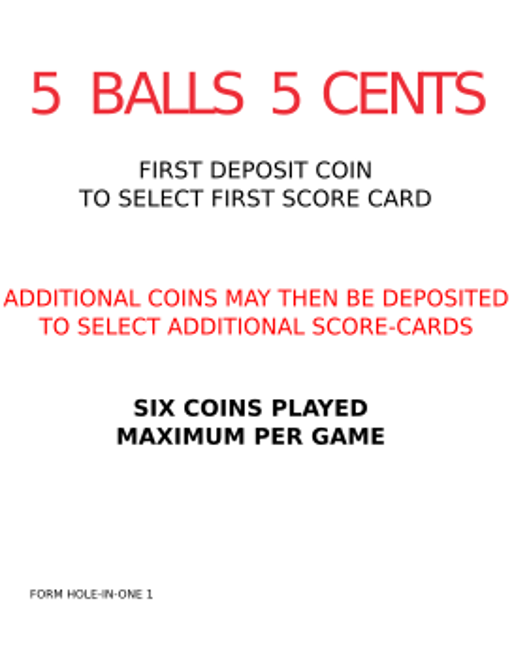 5 BALLS 5 CENTS
FIRST DEPOSIT COIN
TO SELECT FIRST SCORE CARD
ADDITIONAL COINS MAY THEN BE DEPOSITED
TO SELECT ADDITIONAL SCORE-CARDS
SIX COINS PLAYED
MAXIMUM PER GAME
FORM HOLE-IN-ONE 1